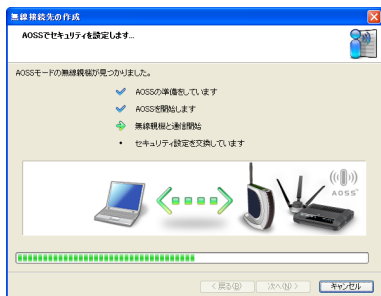 無線接続先の作成
AOSSでセキュリティを設定します...
AOSSモードの無線親機が見つかりました。
AOSSの準備をしています
AOSSを開始します
無線親機と通信開始
セキュリティ設定を交換しています
AOSS
< 戻る(B)
次へ(N) >
キャンセル